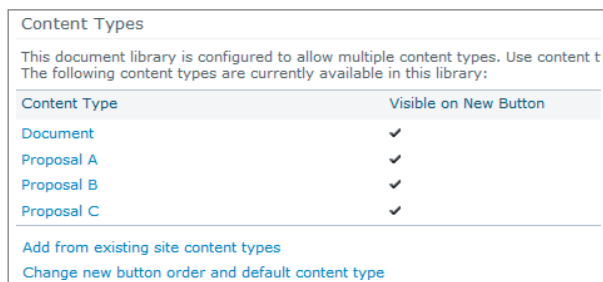 Content Types
This document library is configured to allow multiple content types. Use content t
The following content types are currently available in this library:
Content Type Visible on New Button
Document ✔
Proposal A ✔
Proposal B ✔
Proposal C ✔
Add from existing site content types
Change new button order and default content type